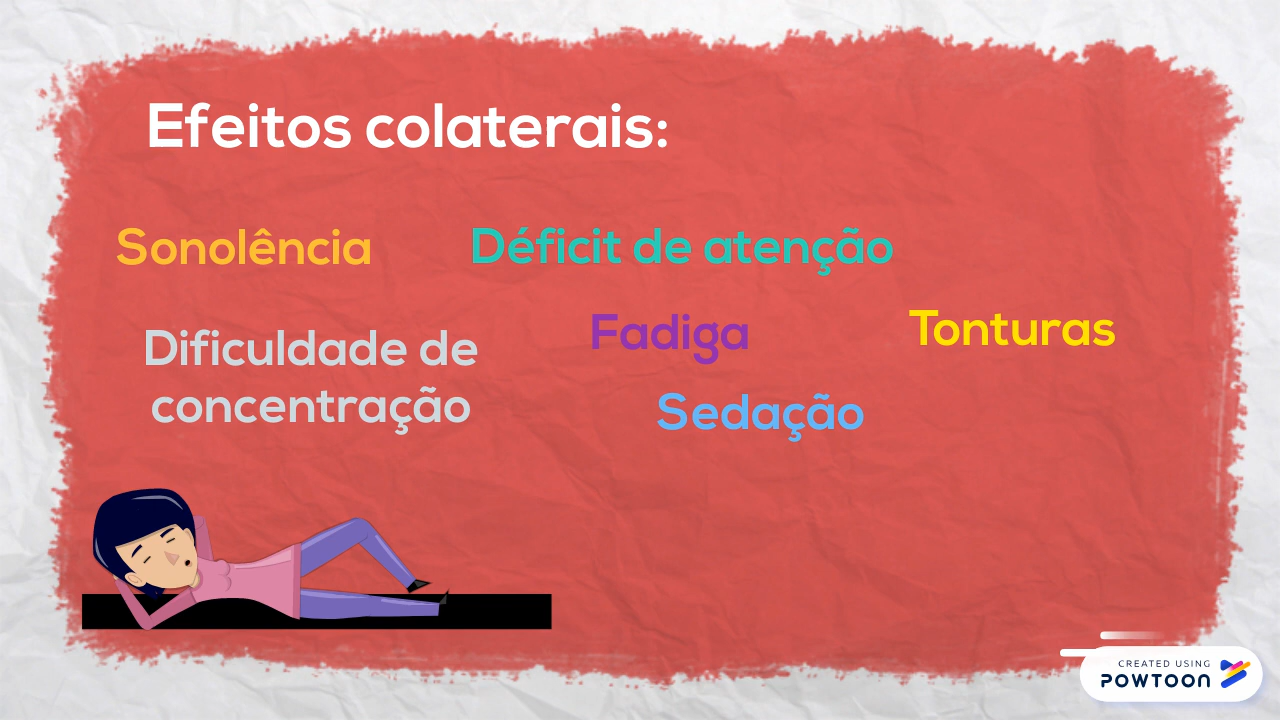 Efeitos colaterais:
Sonolência
Déficit de atenção
Dificuldade de
concentração
Fadiga
Tonturas
Sedação
CREATED USING
POWTOON